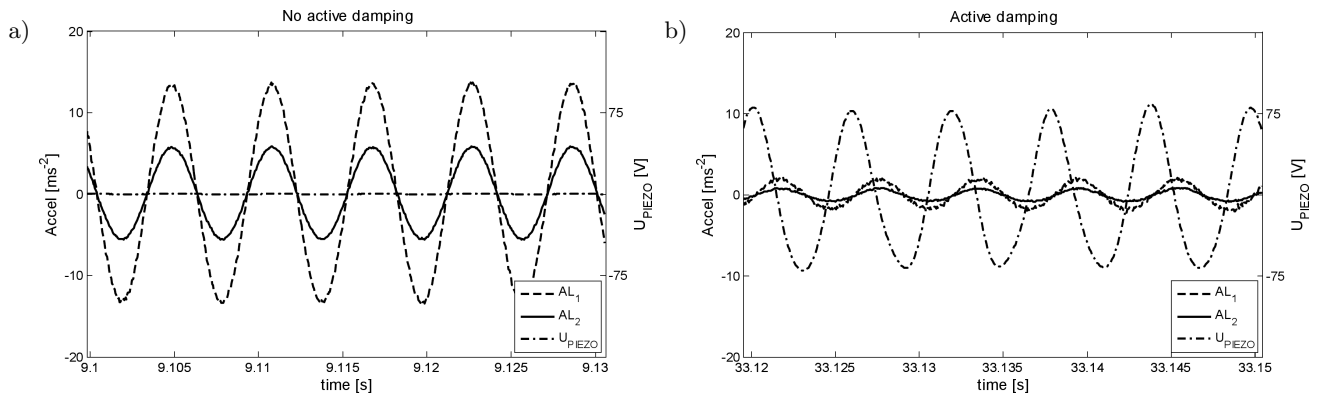 a)
No active damping
20
10
0
-10
-20
Accel [ms-2]
75
-75
UPIEZO [V]
AL1
AL2
UPIEZO
9.1 9.105 9.11 9.115 9.12 9.125 9.13
time [s]
b)
Active damping
20
10
0
-10
-20
Accel [ms-2]
75
-75
UPIEZO [V]
AL1
AL2
UPIEZO
33.12 33.125 33.13 33.135 33.14 33.145 33.15
time [s]